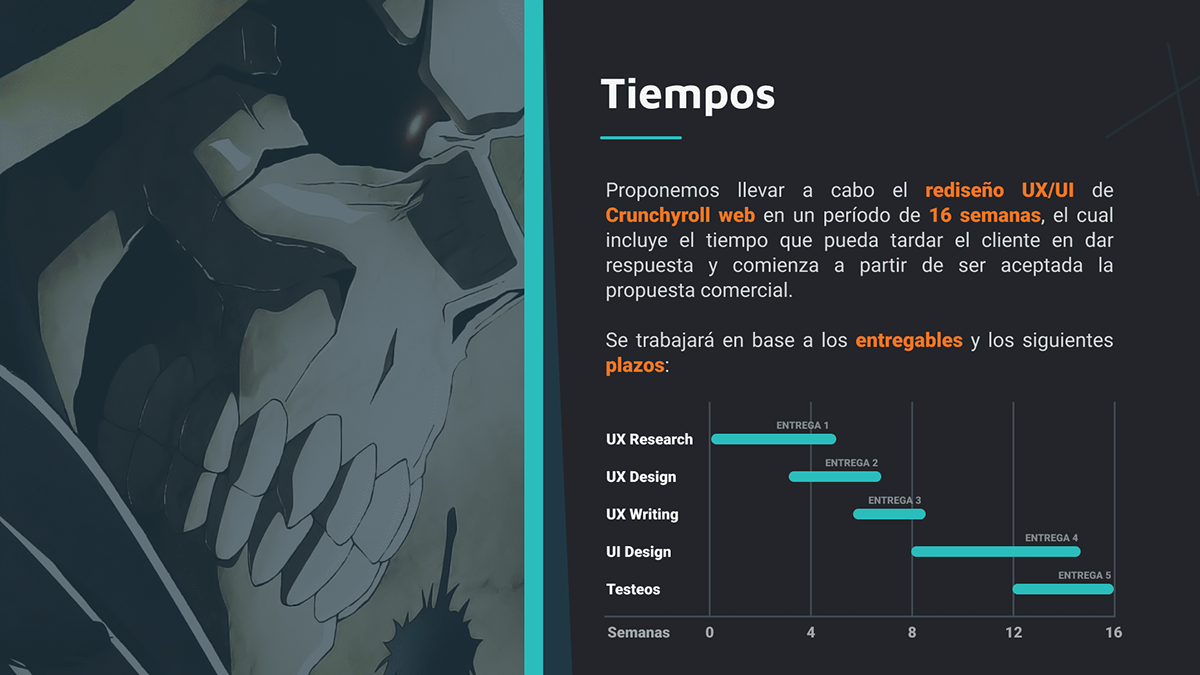 Tiempos
Proponemos llevar a cabo el rediseño UX/UI de
Crunchyroll web en un período de 16 semanas, el cual
incluye el tiempo que pueda tardar el cliente en dar
respuesta y comienza a partir de ser aceptada la
propuesta comercial.
Se trabajará en base a los entregables y los siguientes
plazos:
ENTREGA 1
UX Research
ENTREGA 2
UX Design
ENTREGA 3
UX Writing
ENTREGA 4
UI Design
ENTREGA 5
Testeos
Semanas 0 4 8 12 16